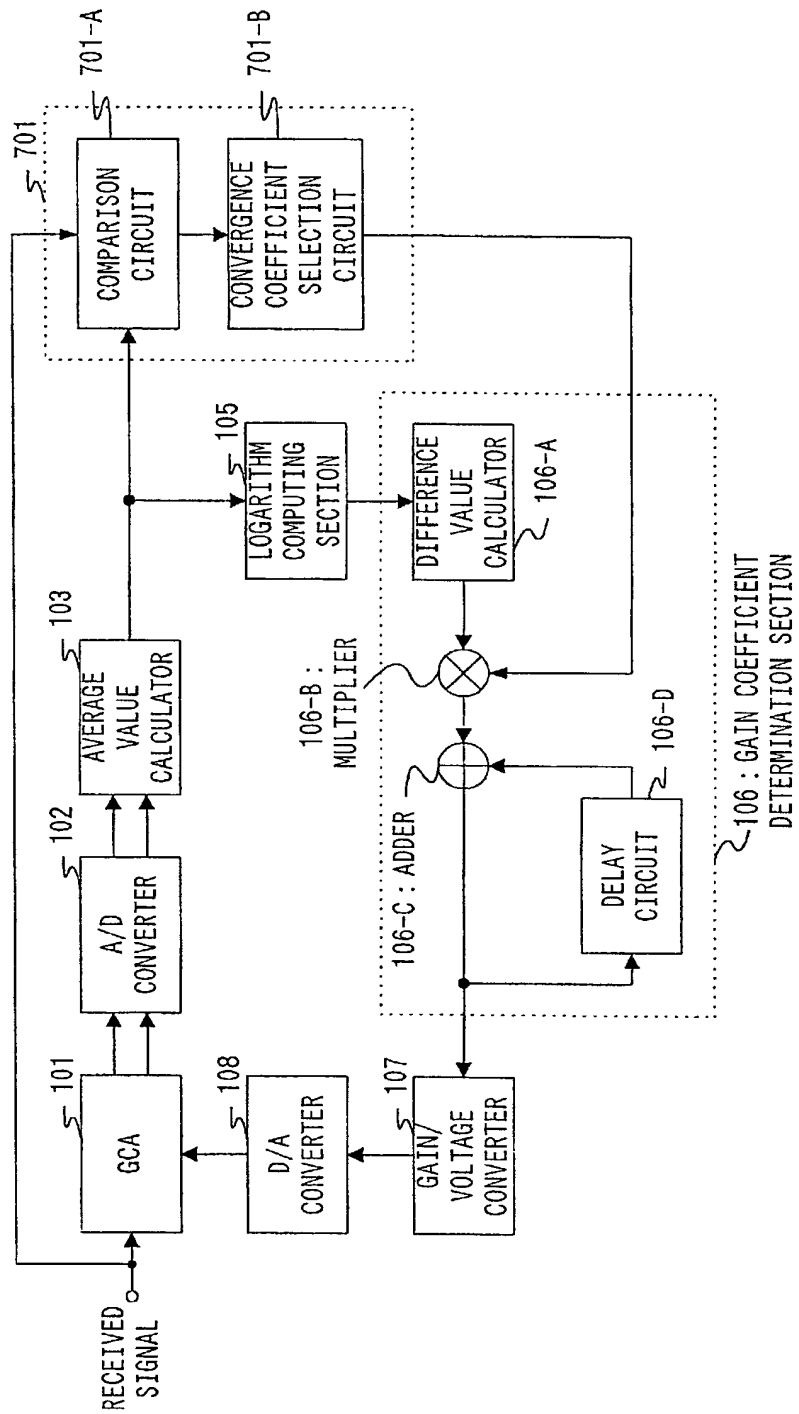 RECEIVED
SIGNAL
101
GCA
102
A/D
CONVERTER
103
AVERAGE
VALUE
CALCULATOR
701
701-A
COMPARISON
CIRCUIT
701-B
CONVERGENCE
COEFFICIENT
SELECTION
CIRCUIT
105
LOGARITHM
COMPUTING
SECTION
108
D/A
CONVERTER
107
GAIN/
VOLTAGE
CONVERTER
106-C : ADDER
106-B :
MULTIPLIER
DIFFERENCE
VALUE
CALCULATOR
106-A
DELAY
CIRCUIT
106-D
106 : GAIN COEFFICIENT
DETERMINATION SECTION